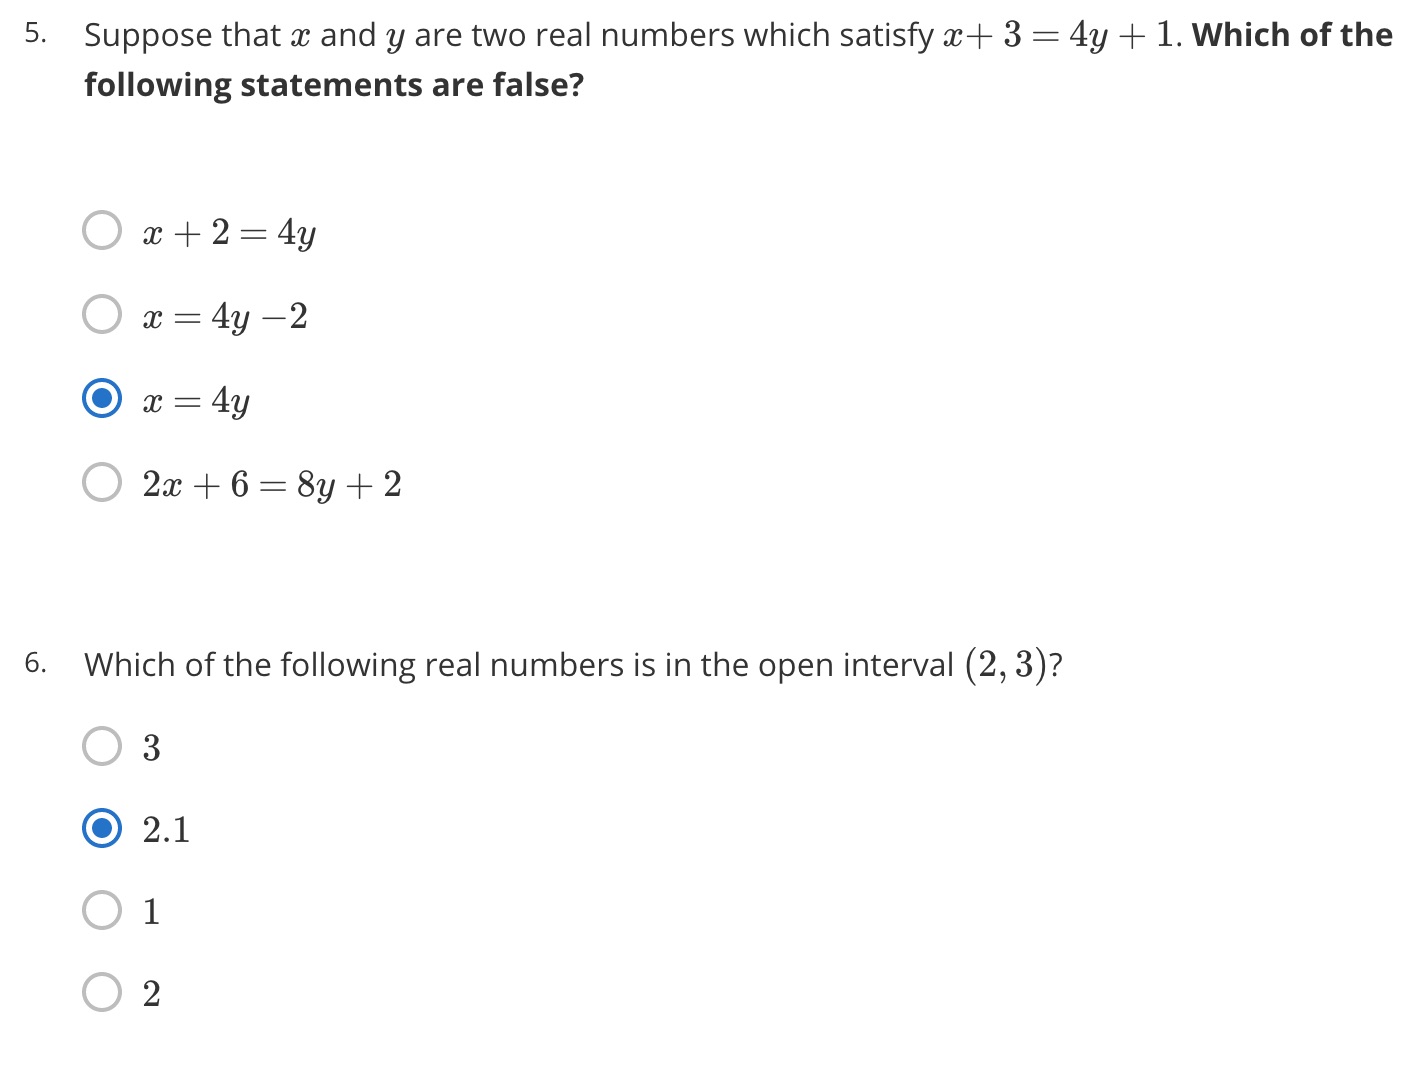 5. Suppose that x and y are two real numbers which satisfy x+ 3 = 4y + 1. Which of the
following statements are false?
x + 2 = 4y
x = 4y −2
x = 4y
2x + 6 = 8y + 2
6. Which of the following real numbers is in the open interval (2, 3)?
3
2.1
1
2